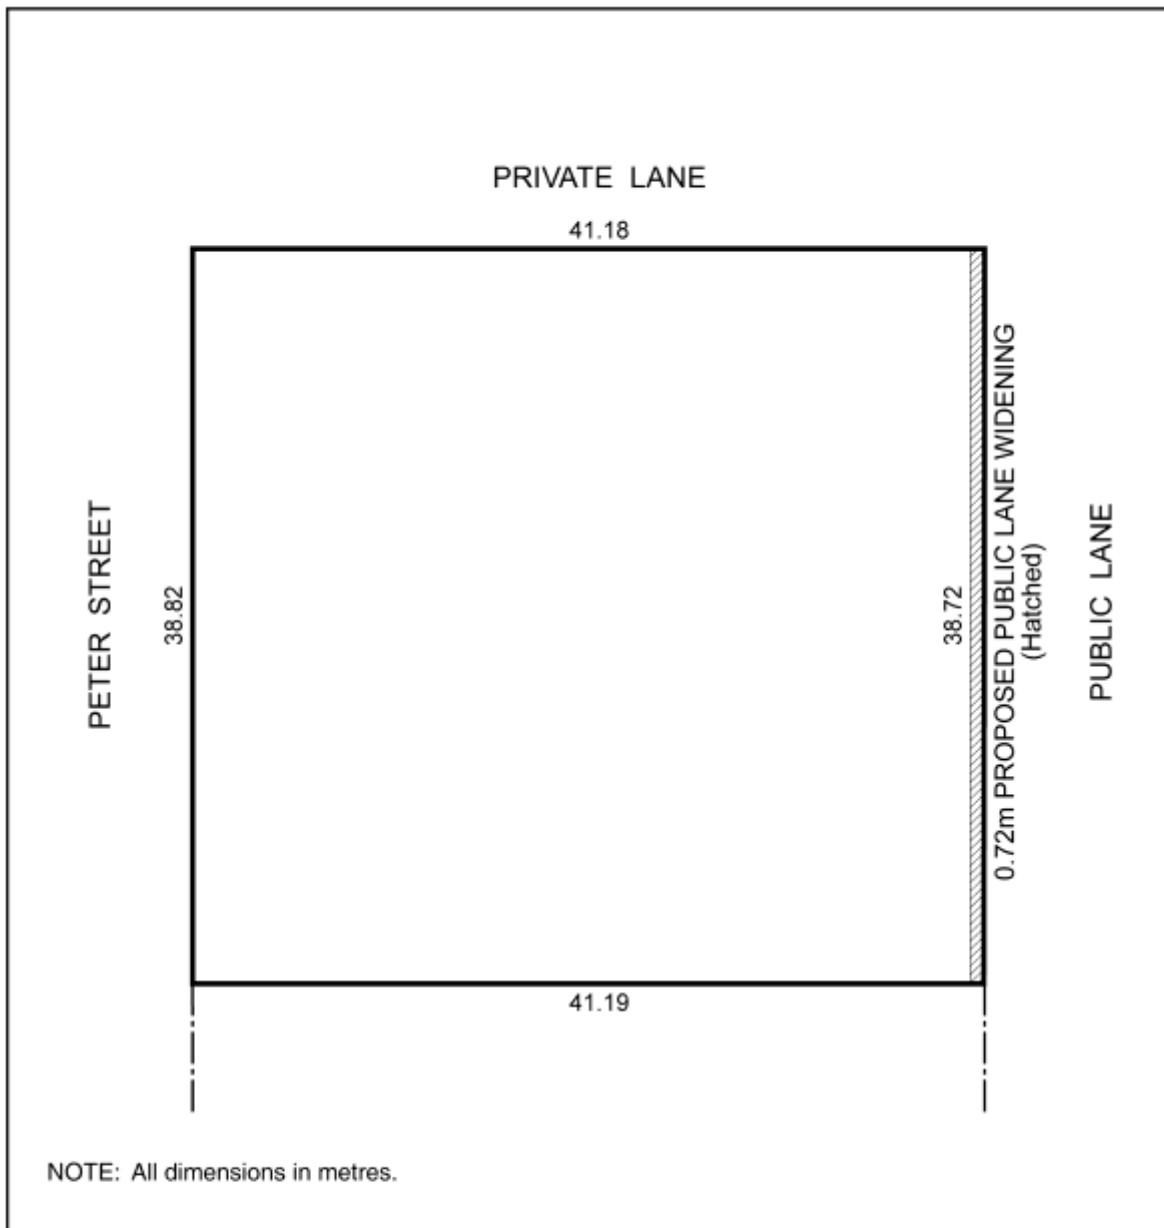 PRIVATE LANE
41.18
PETER STREET
38.82
38.72
0.72m PROPOSED PUBLIC LANE WIDENING
(Hatched)
PUBLIC LANE
41.19
NOTE: All dimensions in metres.